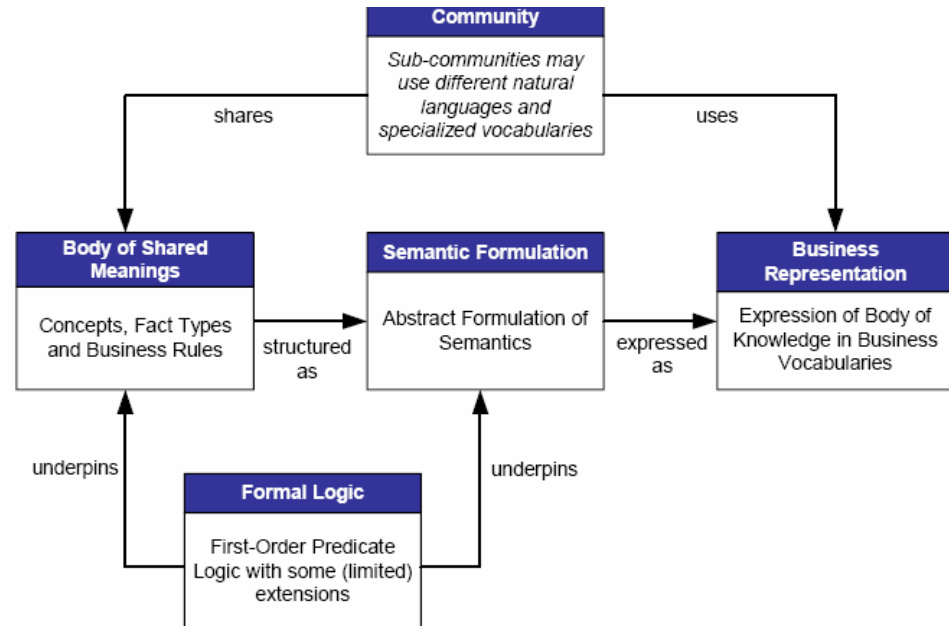 Community
Sub-communities may
use different natural
languages and
specialized vocabularies
shares
uses
Body of Shared
Meanings
Concepts, Fact Types
and Business Rules
structured
as
Semantic Formulation
Abstract Formulation of
Semantics
expressed
as
Business
Representation
Expression of Body of
Knowledge in Business
Vocabularies
underpins
underpins
Formal Logic
First-Order Predicate
Logic with some (limited)
extensions